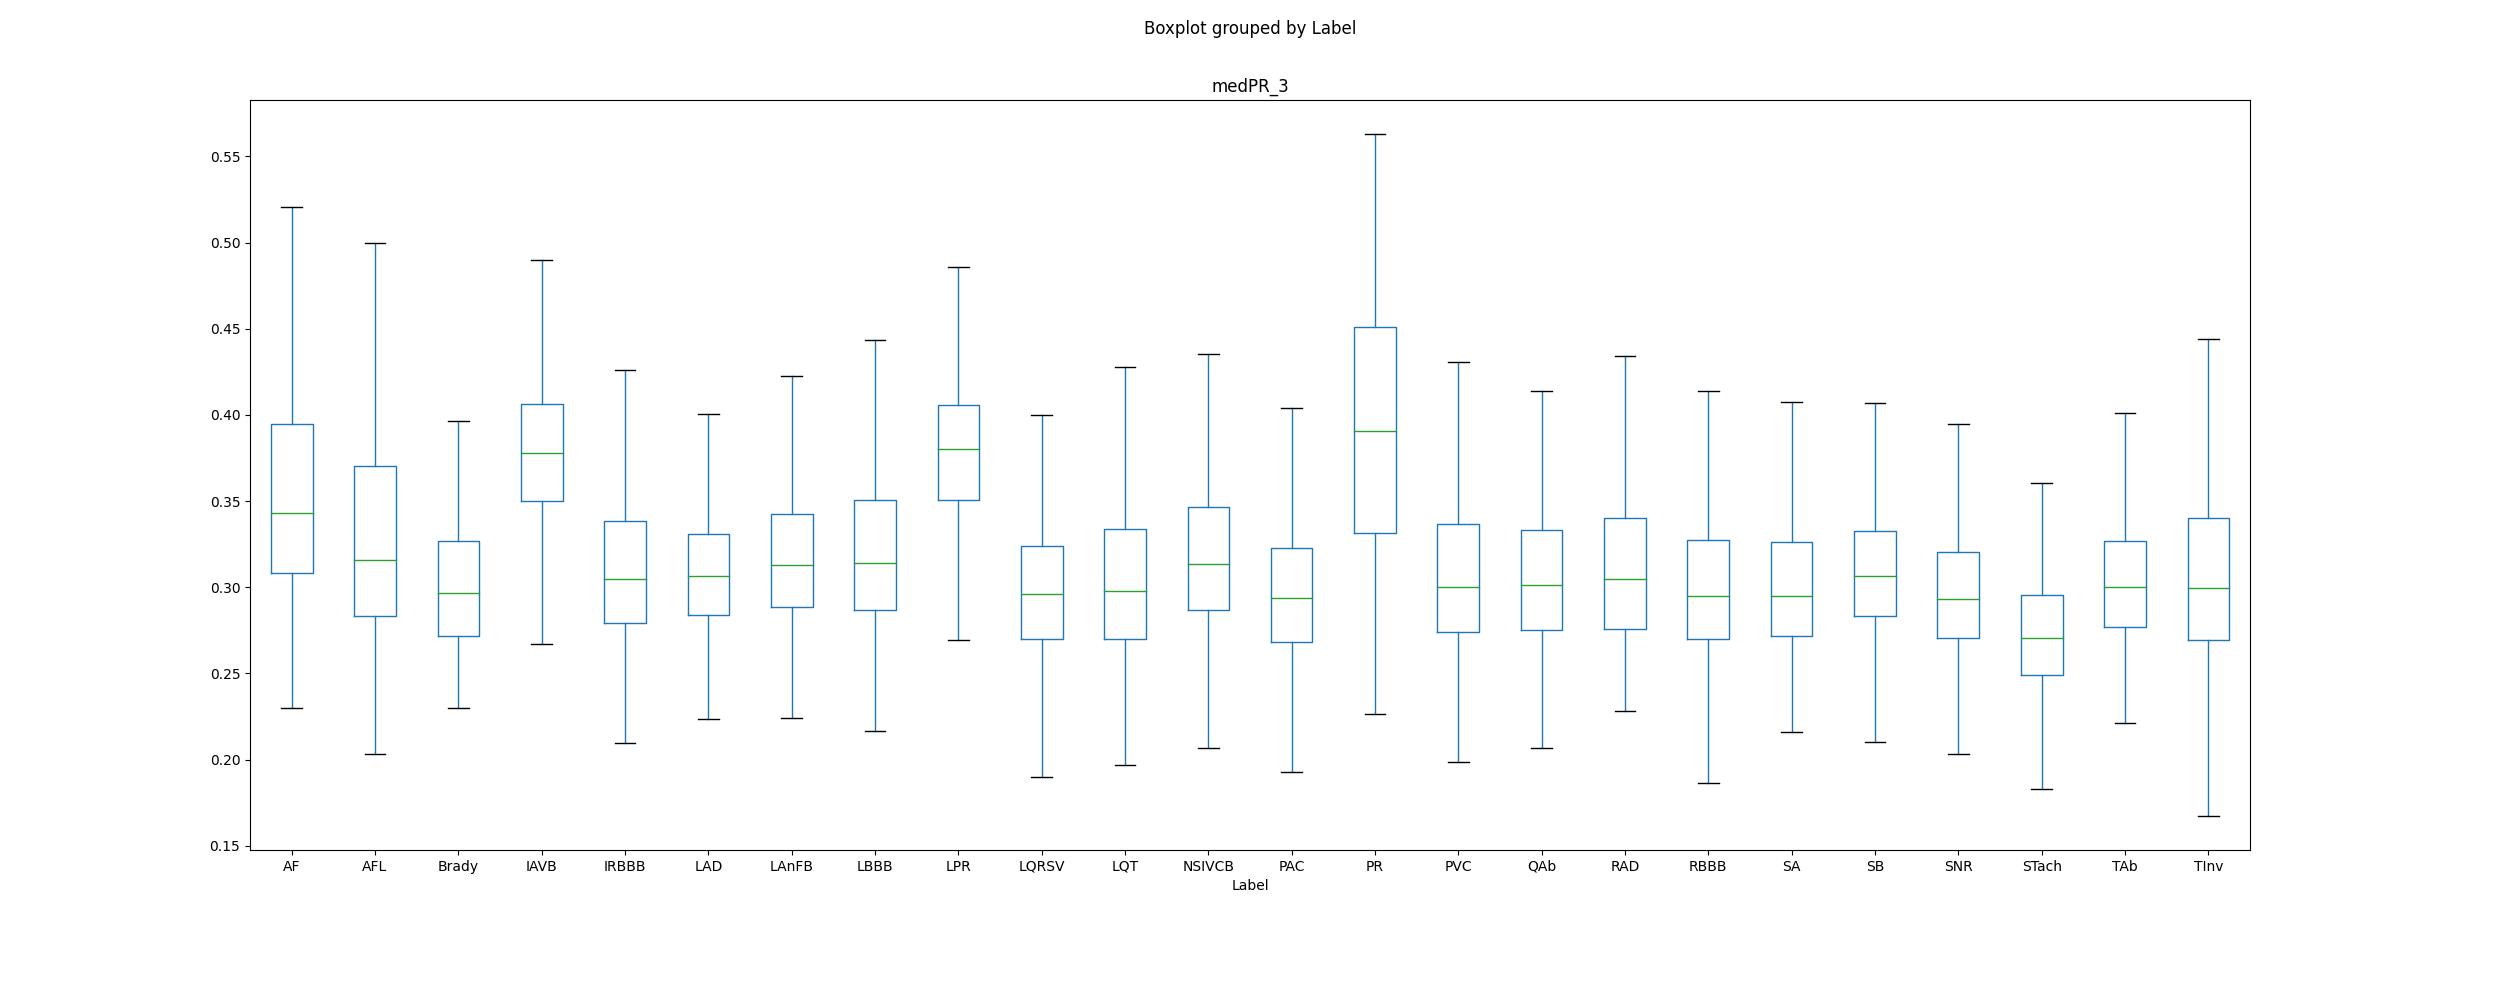 Boxplot grouped by Label
medPR_3
0.55
0.50
0.45
0.40
0.35
0.30
0.25
0.20
0.15
AF AFL Brady IAVB IRBBB LAD LAnFB LBBB LPR LQRSV LQT NSIVCB PAC PR PVC QAb RAD RBBB SA SB SNR STach TAb TInv
Label